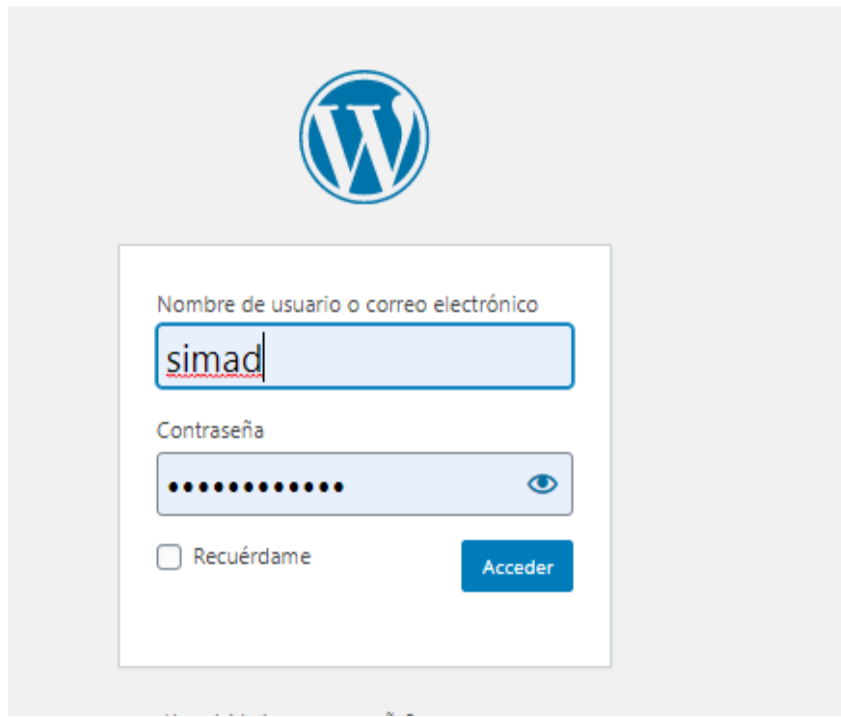 Nombre de usuario o correo electrónico
simad
Contraseña
Recuérdame
Acceder